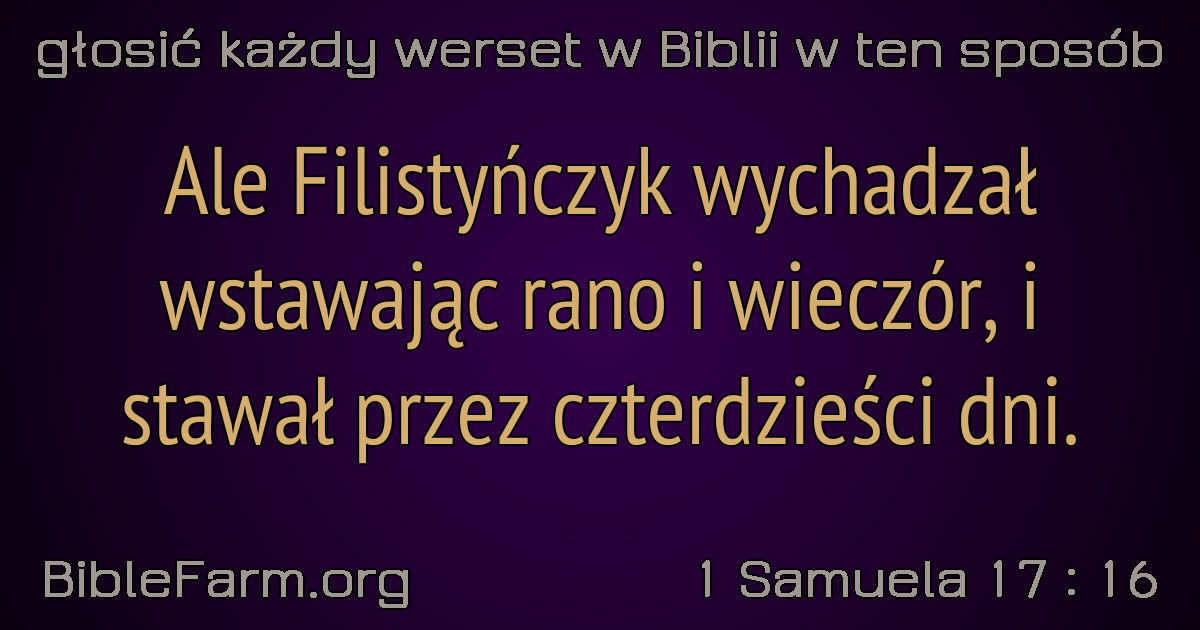 głosić każdy werset w Biblii w ten sposób
Ale Filistyńczyk wychadzał
wstawając rano i wieczór, i
stawał przez czterdzieści dni.
BibleFarm.org
1 Samuela 17 : 16